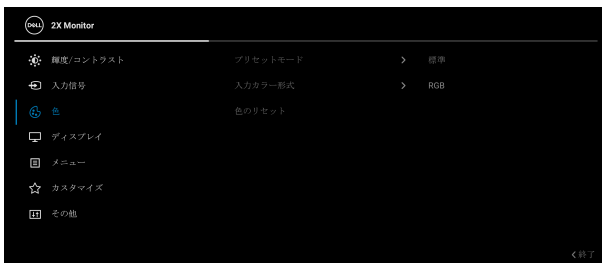 DELL 2X Monitor
輝度/コントラスト プリセットモード > 標準
入力信号 入力カラー形式 > RGB
色 色のリセット
ディスプレイ
メニュー
カスタマイズ
その他
<終了